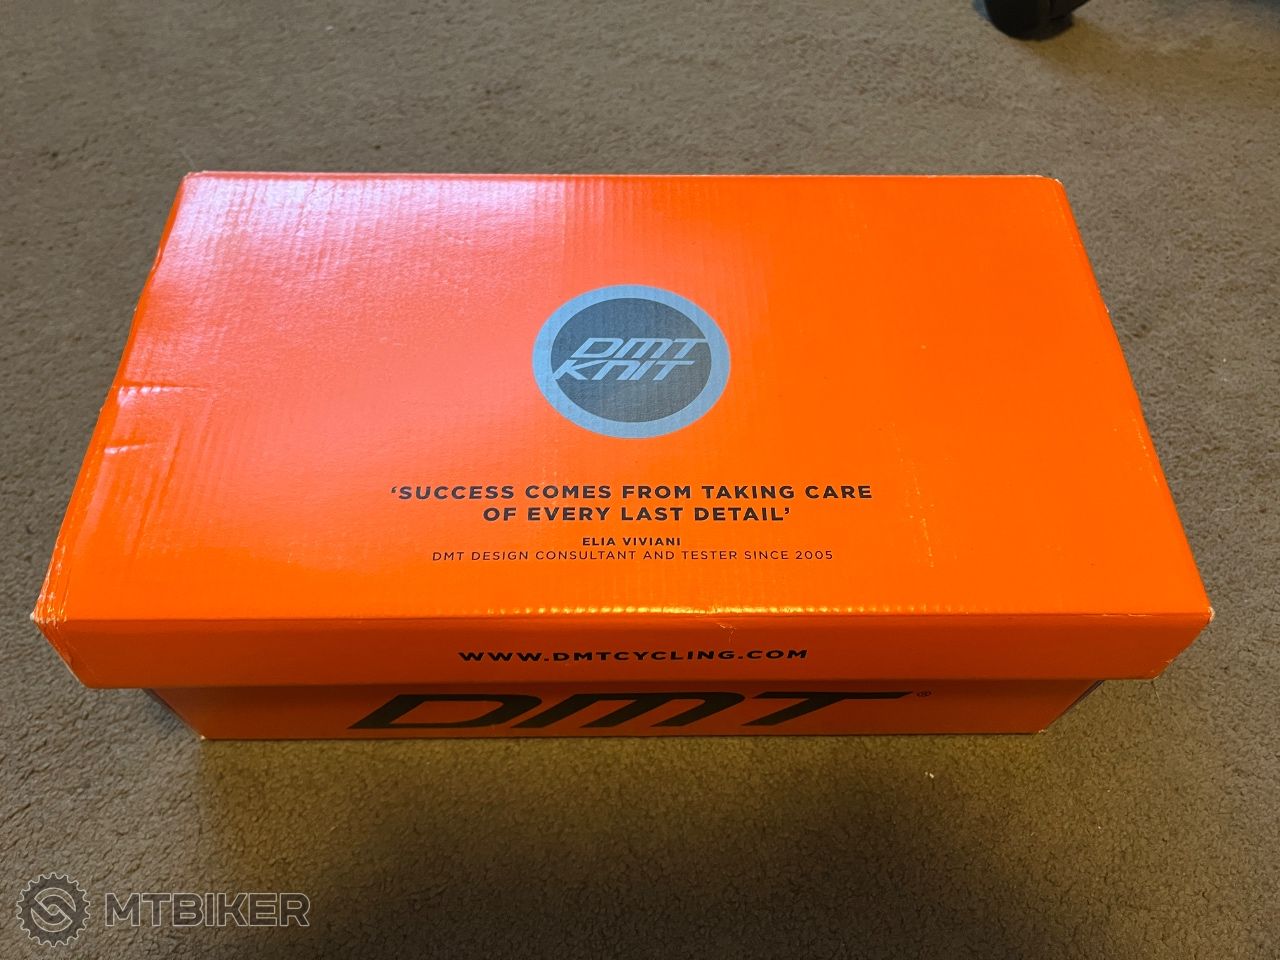 DMT
KNIT
‘SUCCESS COMES FROM TAKING CARE
OF EVERY LAST DETAIL’
ELIA VIVIANI
DMT DESIGN CONSULTANT AND TESTER SINCE 2005
WWW.DMTCYCLING.COM
DMT®
MTBIKER